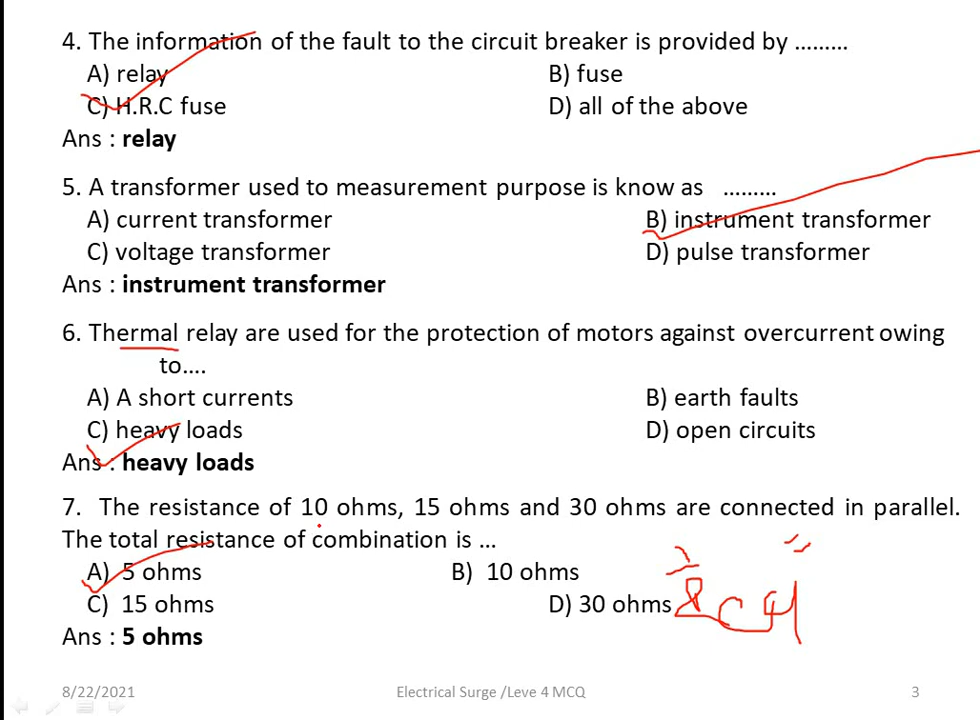 4. The information of the fault to the circuit breaker is provided by ………
A) relay B) fuse
C) H.R.C fuse D) all of the above
Ans : relay
5. A transformer used to measurement purpose is know as ………
A) current transformer B) instrument transformer
C) voltage transformer D) pulse transformer
Ans : instrument transformer
6. Thermal relay are used for the protection of motors against overcurrent owing
to….
A) A short currents B) earth faults
C) heavy loads D) open circuits
Ans : heavy loads
7. The resistance of 10 ohms, 15 ohms and 30 ohms are connected in parallel.
The total resistance of combination is …
A) 5 ohms B) 10 ohms
C) 15 ohms D) 30 ohms
Ans : 5 ohms
8/22/2021 Electrical Surge /Leve 4 MCQ 3